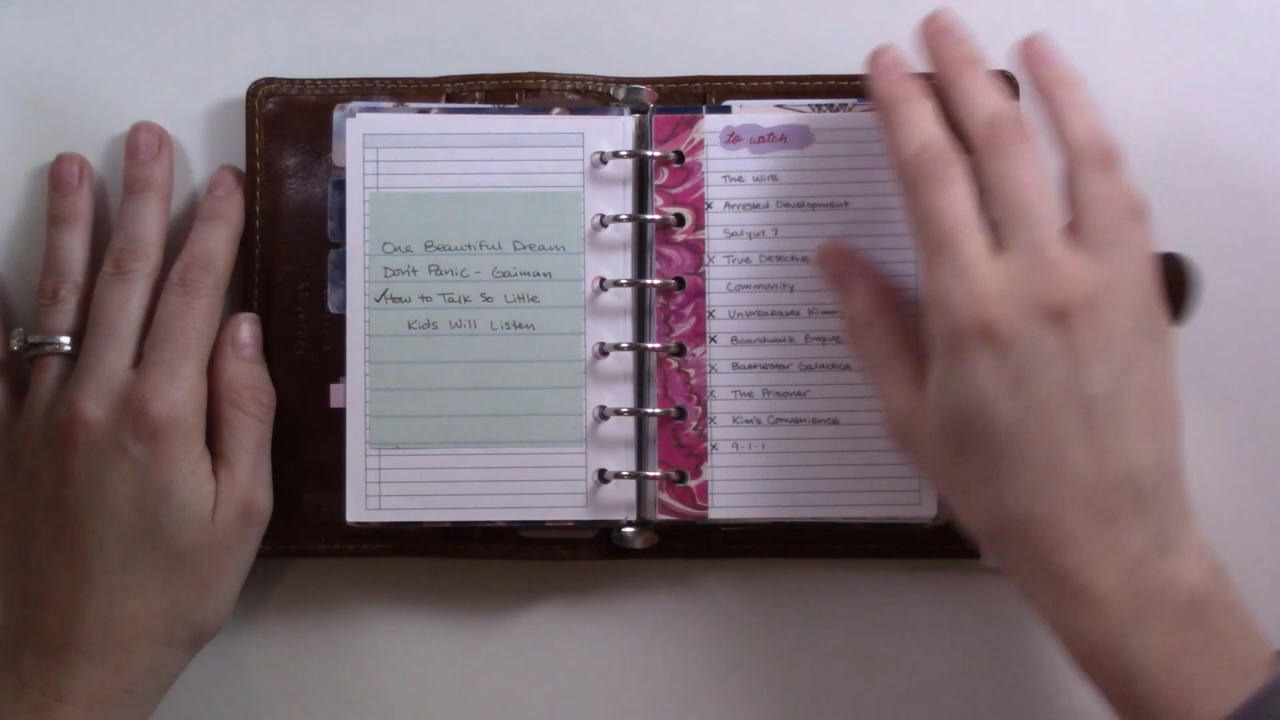 One Beautiful Dream
Don't Panic - Gaiman
✓How to Talk So Little
Kids Will Listen
to watch
The Wire
x Arrested Development
Salyut 7
x True Detective
Community
x Unbreakable Kimmy
x Boardwalk Empire
x Battlestar Galactica
x The Prisoner
x Kim's Convenience
x 9-1-1